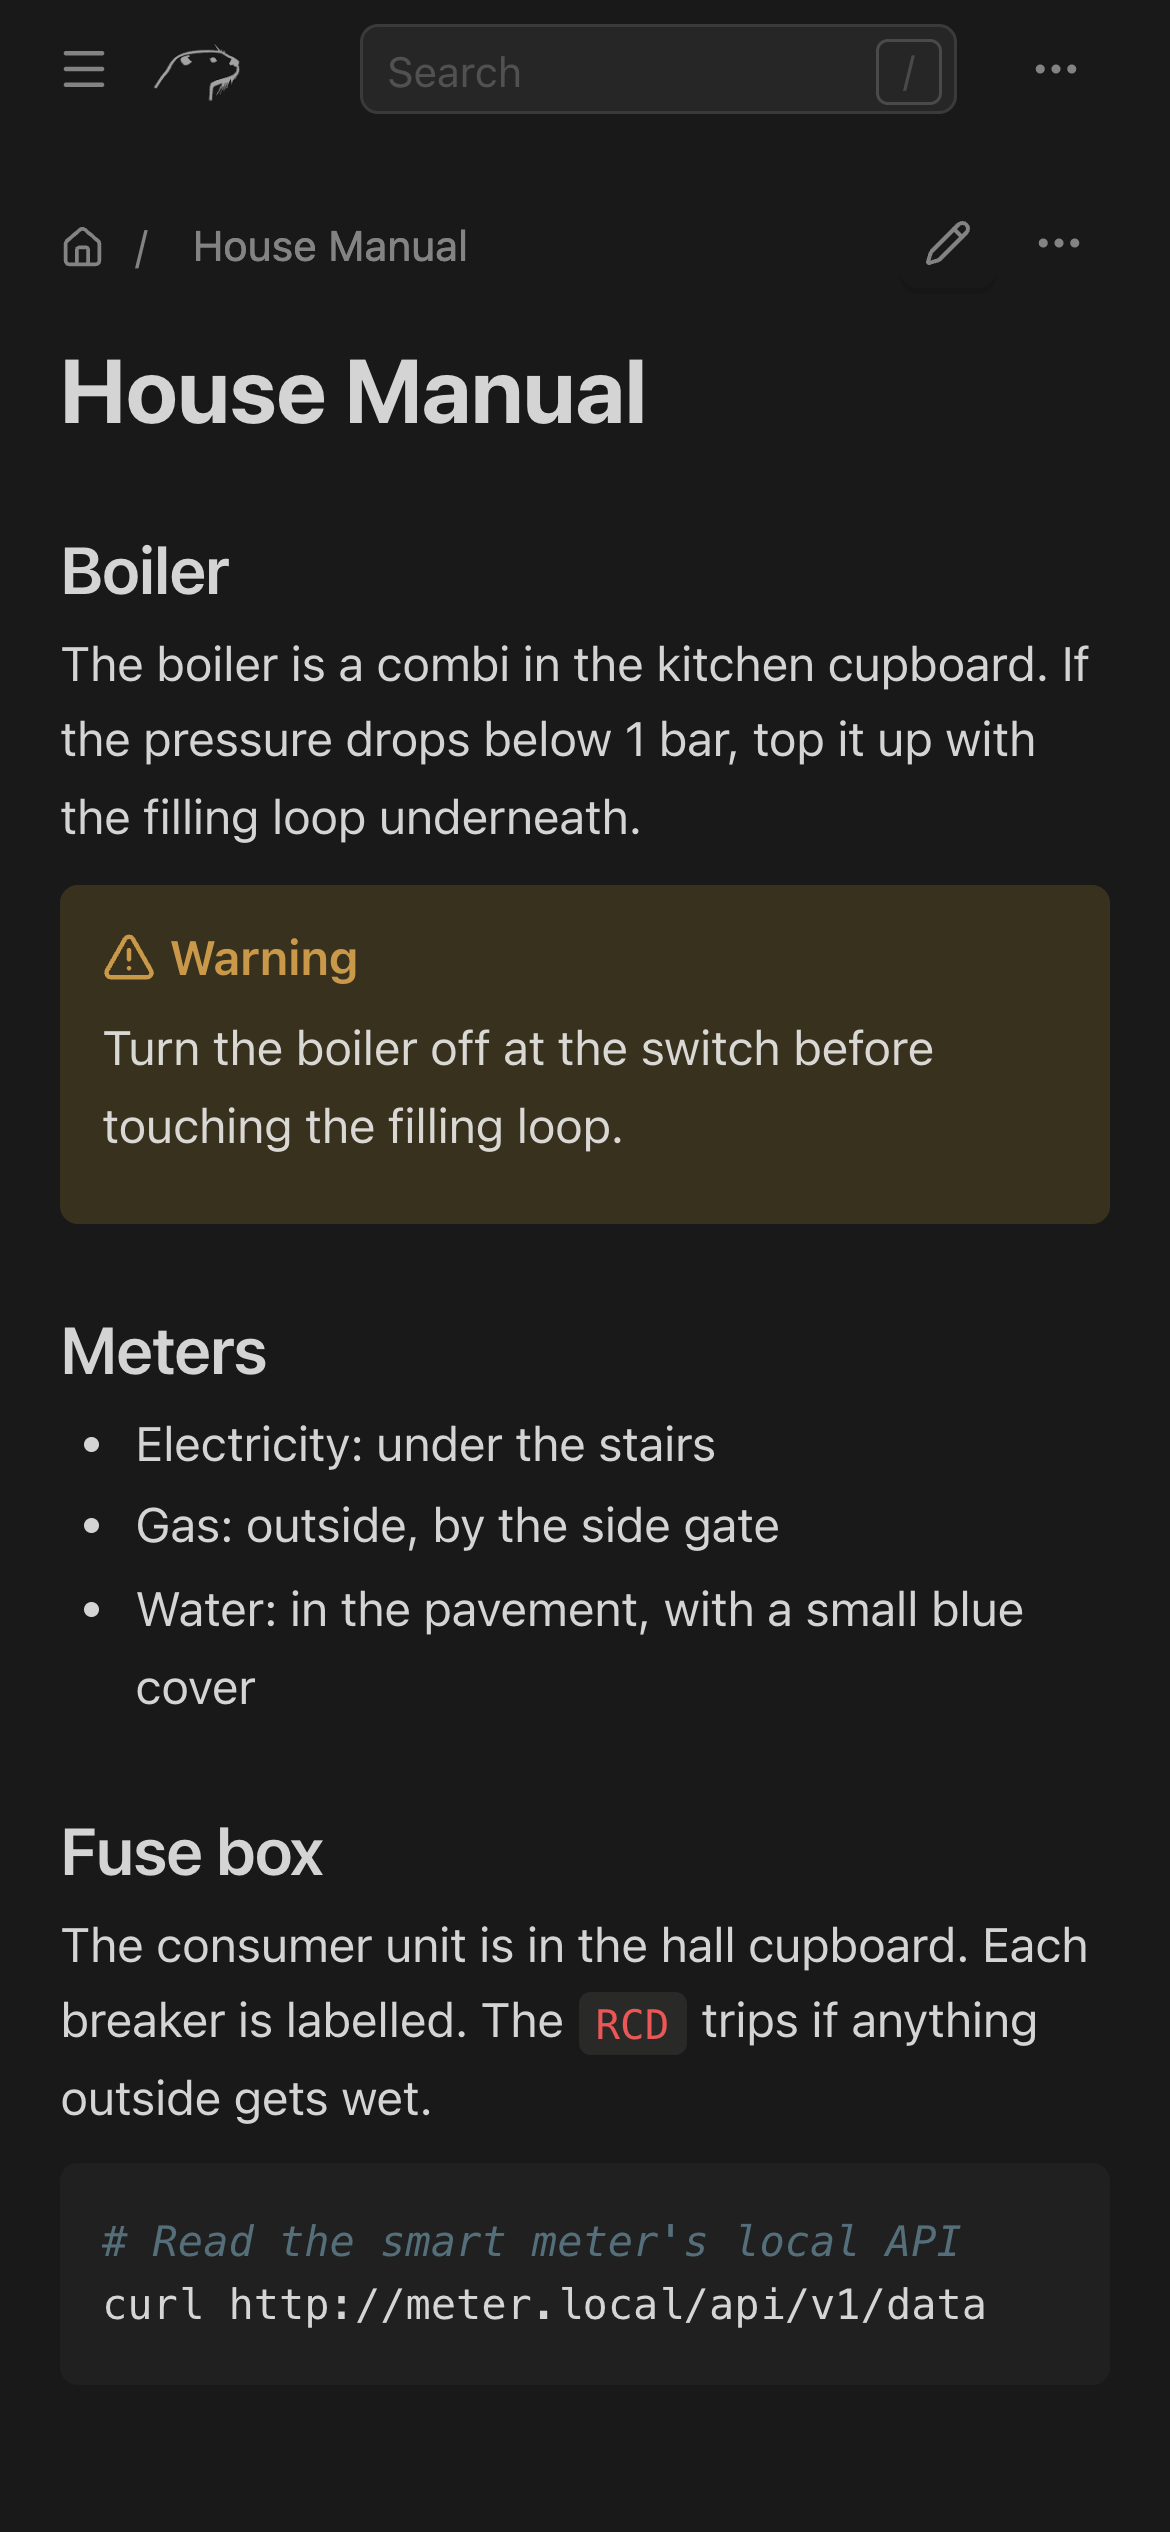 Search /
/ House Manual
House Manual
Boiler
The boiler is a combi in the kitchen cupboard. If
the pressure drops below 1 bar, top it up with
the filling loop underneath.
Warning
Turn the boiler off at the switch before
touching the filling loop.
Meters
• Electricity: under the stairs
• Gas: outside, by the side gate
• Water: in the pavement, with a small blue
cover
Fuse box
The consumer unit is in the hall cupboard. Each
breaker is labelled. The RCD trips if anything
outside gets wet.
# Read the smart meter's local API
curl http://meter.local/api/v1/data